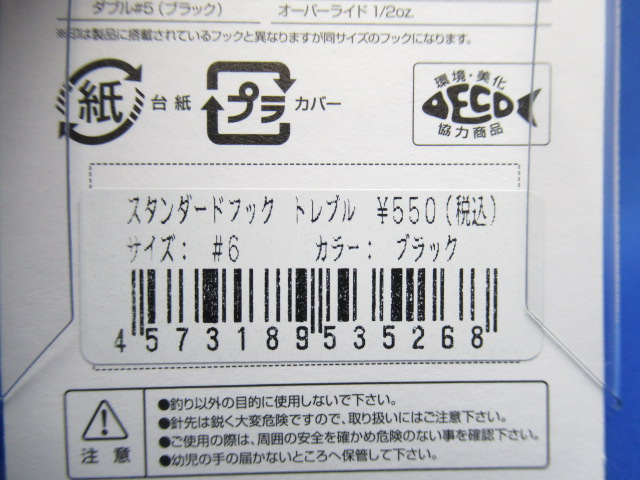 ダブル#5（ブラック）
オーバーライド 1/2oz.
※印は製品に搭載されているフックと異なりますが同サイズのフックになります。
紙 台紙 プラ カバー
環境・美化
ECO
協力商品
スタンダードフック トレブル ¥550(税込)
サイズ: #6 カラー: ブラック
4573189535268
●釣り以外の目的に使用しないで下さい。
●針先は鋭く大変危険ですので、取り扱いにはご注意下さい。
●ご使用の際は、周囲の安全を確かめ危険のない事を確認下さい。
●幼児の手の届かないところへ保管して下さい。
注意